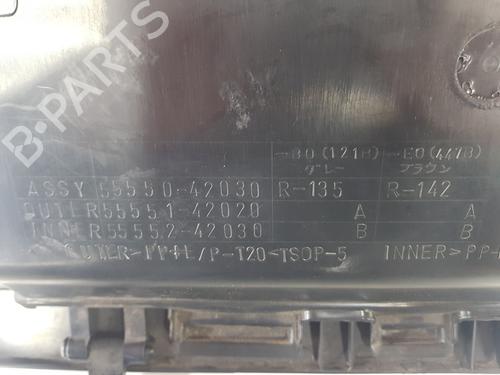 B-PARTS
-B0(121B) -E0(447B)
グレー ブラウン
ASSY 55550-42030 R-135 R-142
OUTER 55551-42020 A A
INNER 55552-42030 B B
OUTER>PP+E/P-T20<TSOP-5 INNER>PP-